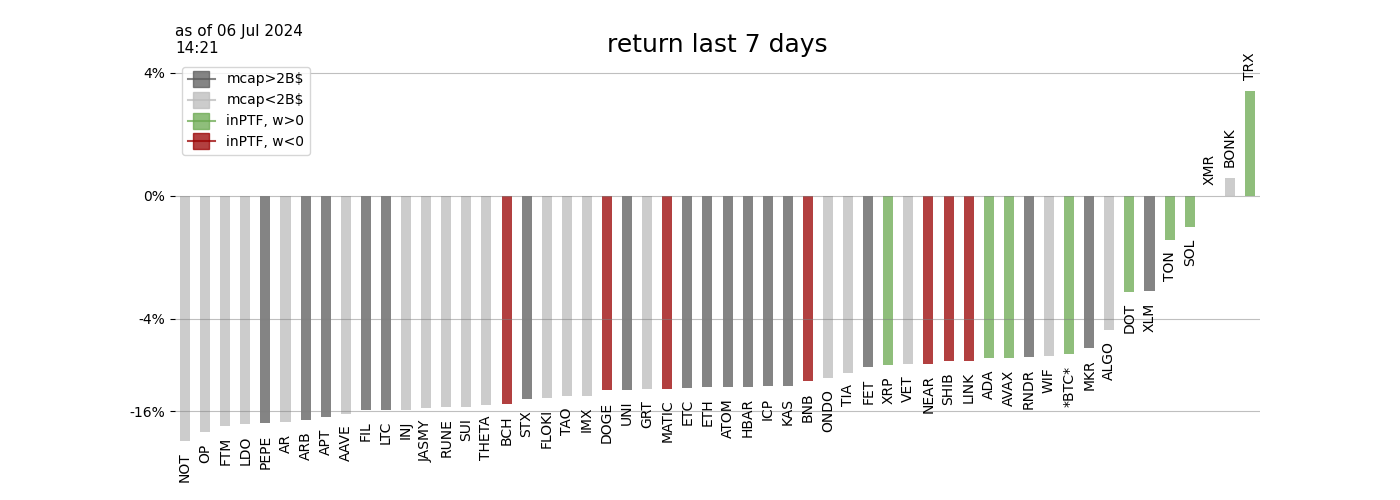 as of 06 Jul 2024
14:21
return last 7 days
4%
0%
-4%
-16%
mcap>2B$
mcap<2B$
inPTF, w>0
inPTF, w<0
NOT
OP
FTM
LDO
PEPE
AR
ARB
APT
AAVE
FIL
LTC
INJ
JASMY
RUNE
SUI
THETA
BCH
STX
FLOKI
TAO
IMX
DOGE
UNI
GRT
MATIC
ETC
ETH
ATOM
HBAR
ICP
KAS
BNB
ONDO
TIA
FET
XRP
VET
NEAR
SHIB
LINK
ADA
AVAX
RNDR
WIF
*BTC*
MKR
ALGO
DOT
XLM
TON
SOL
XMR
BONK
TRX